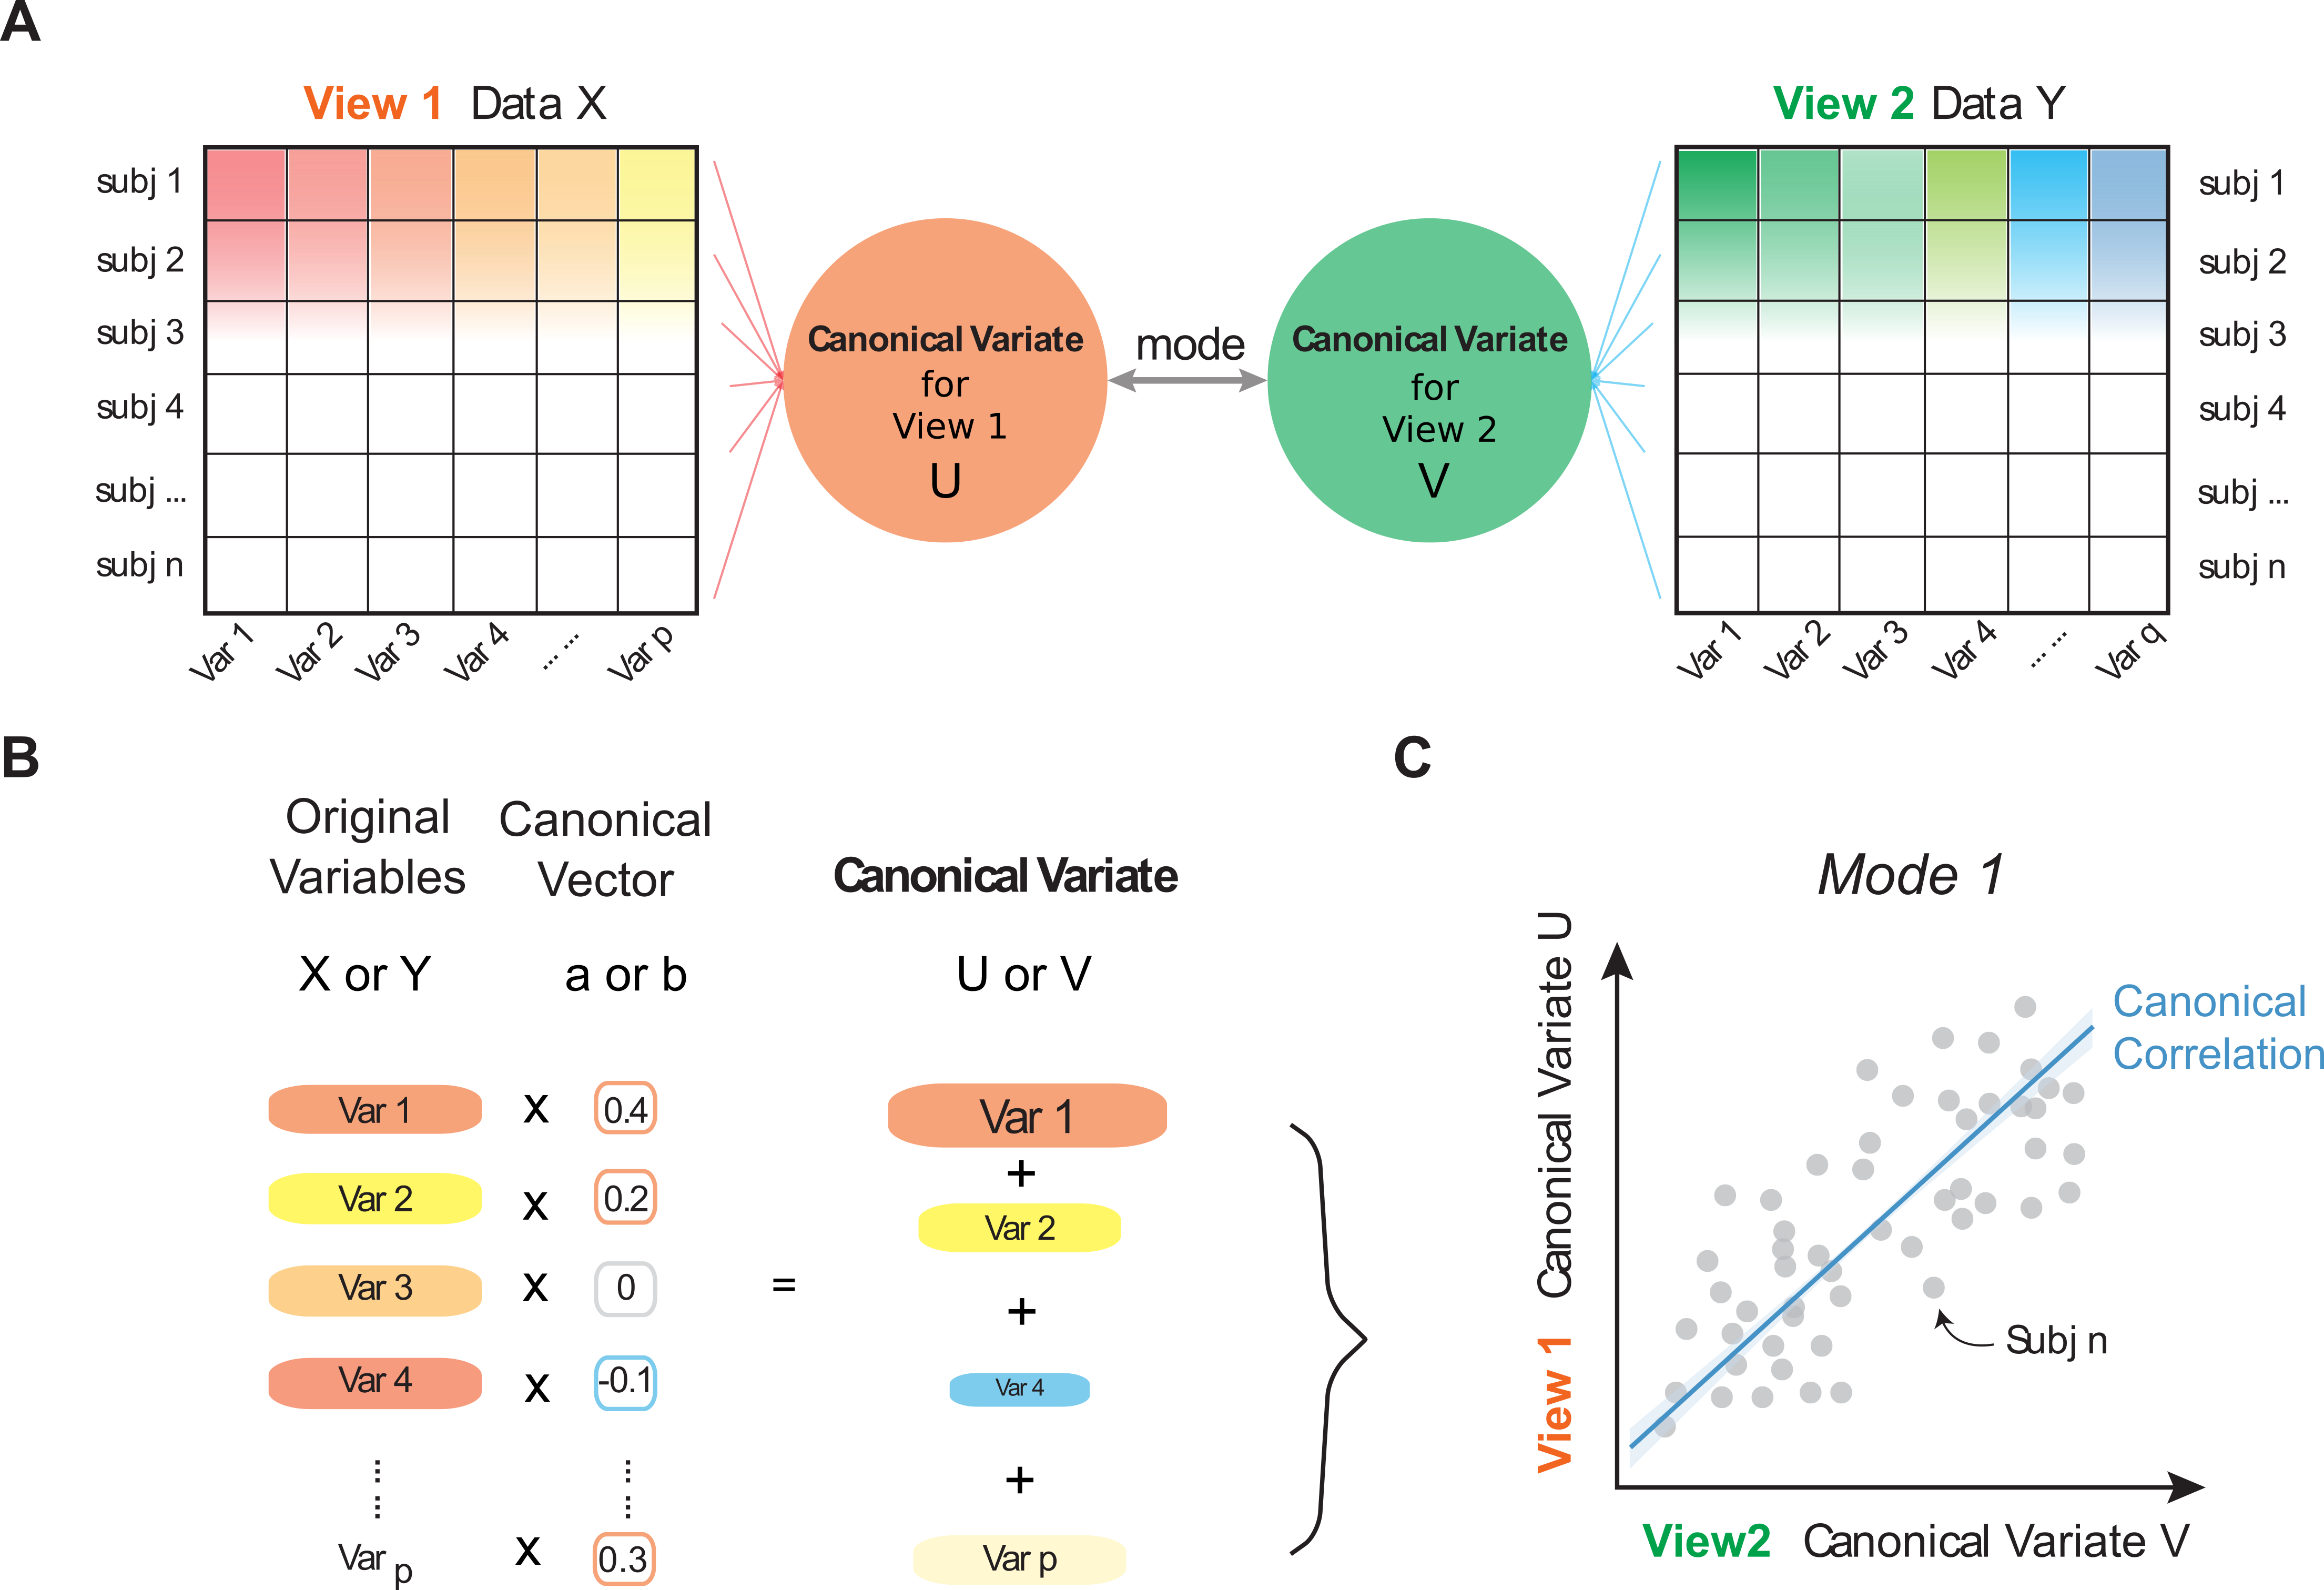 A
View 1 Data X
subj 1
subj 2
subj 3
subj 4
subj ...
subj n
Var 1
Var 2
Var 3
Var 4
... ...
Var p
Canonical Variate
for
View 1
U
mode
Canonical Variate
for
View 2
V
View 2 Data Y
subj 1
subj 2
subj 3
subj 4
subj ...
subj n
Var 1
Var 2
Var 3
Var 4
... ...
Var q
B
Original
Variables
Canonical
Vector
Canonical Variate
X or Y
a or b
U or V
Var 1 x 0.4
Var 2 x 0.2
Var 3 x 0
Var 4 x -0.1
Var p x 0.3
=
Var 1
+
Var 2
+
Var 4
+
Var p
C
Mode 1
View 1 Canonical Variate U
Canonical
Correlation
Subj n
View2 Canonical Variate V